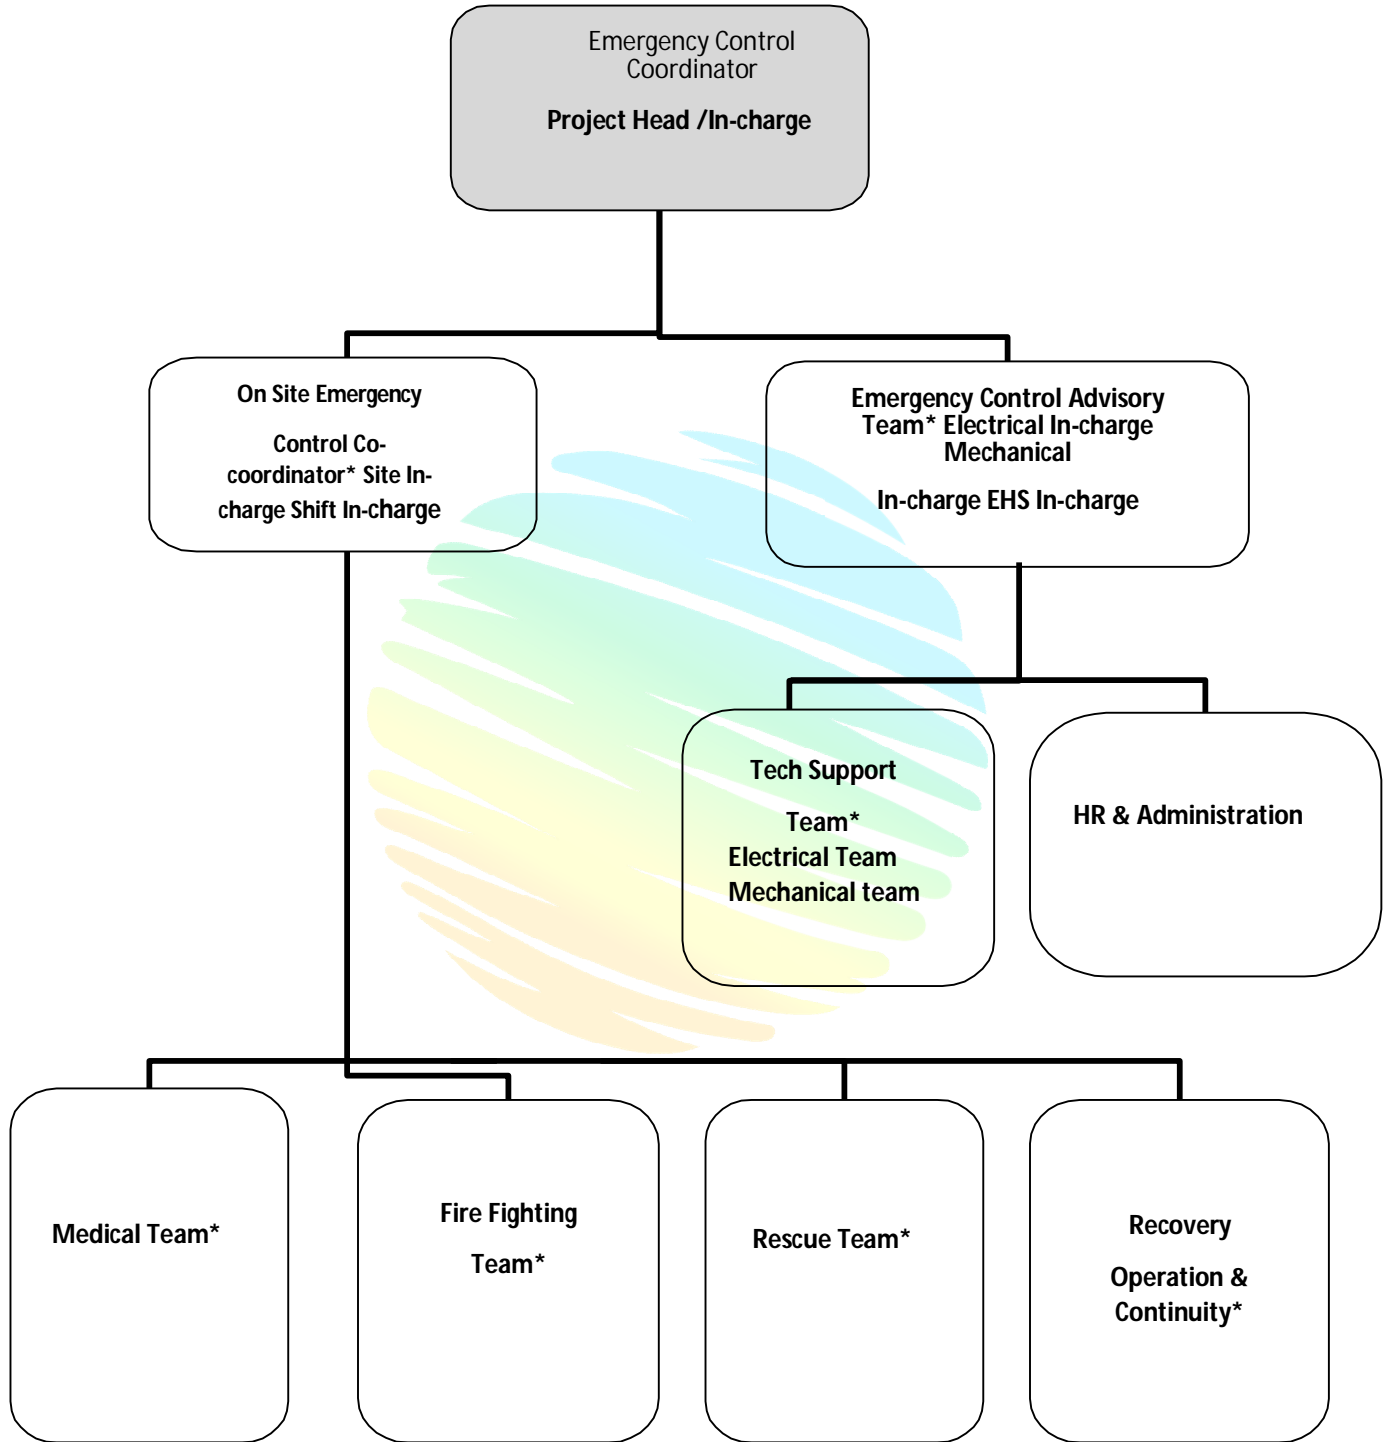 Emergency Control
Coordinator
Project Head /In-charge
On Site Emergency
Control Co-
coordinator* Site In-
charge Shift In-charge
Emergency Control Advisory
Team* Electrical In-charge
Mechanical
In-charge EHS In-charge
Tech Support
Team*
Electrical Team
Mechanical team
HR & Administration
Medical Team*
Fire Fighting
Team*
Rescue Team*
Recovery
Operation &
Continuity*